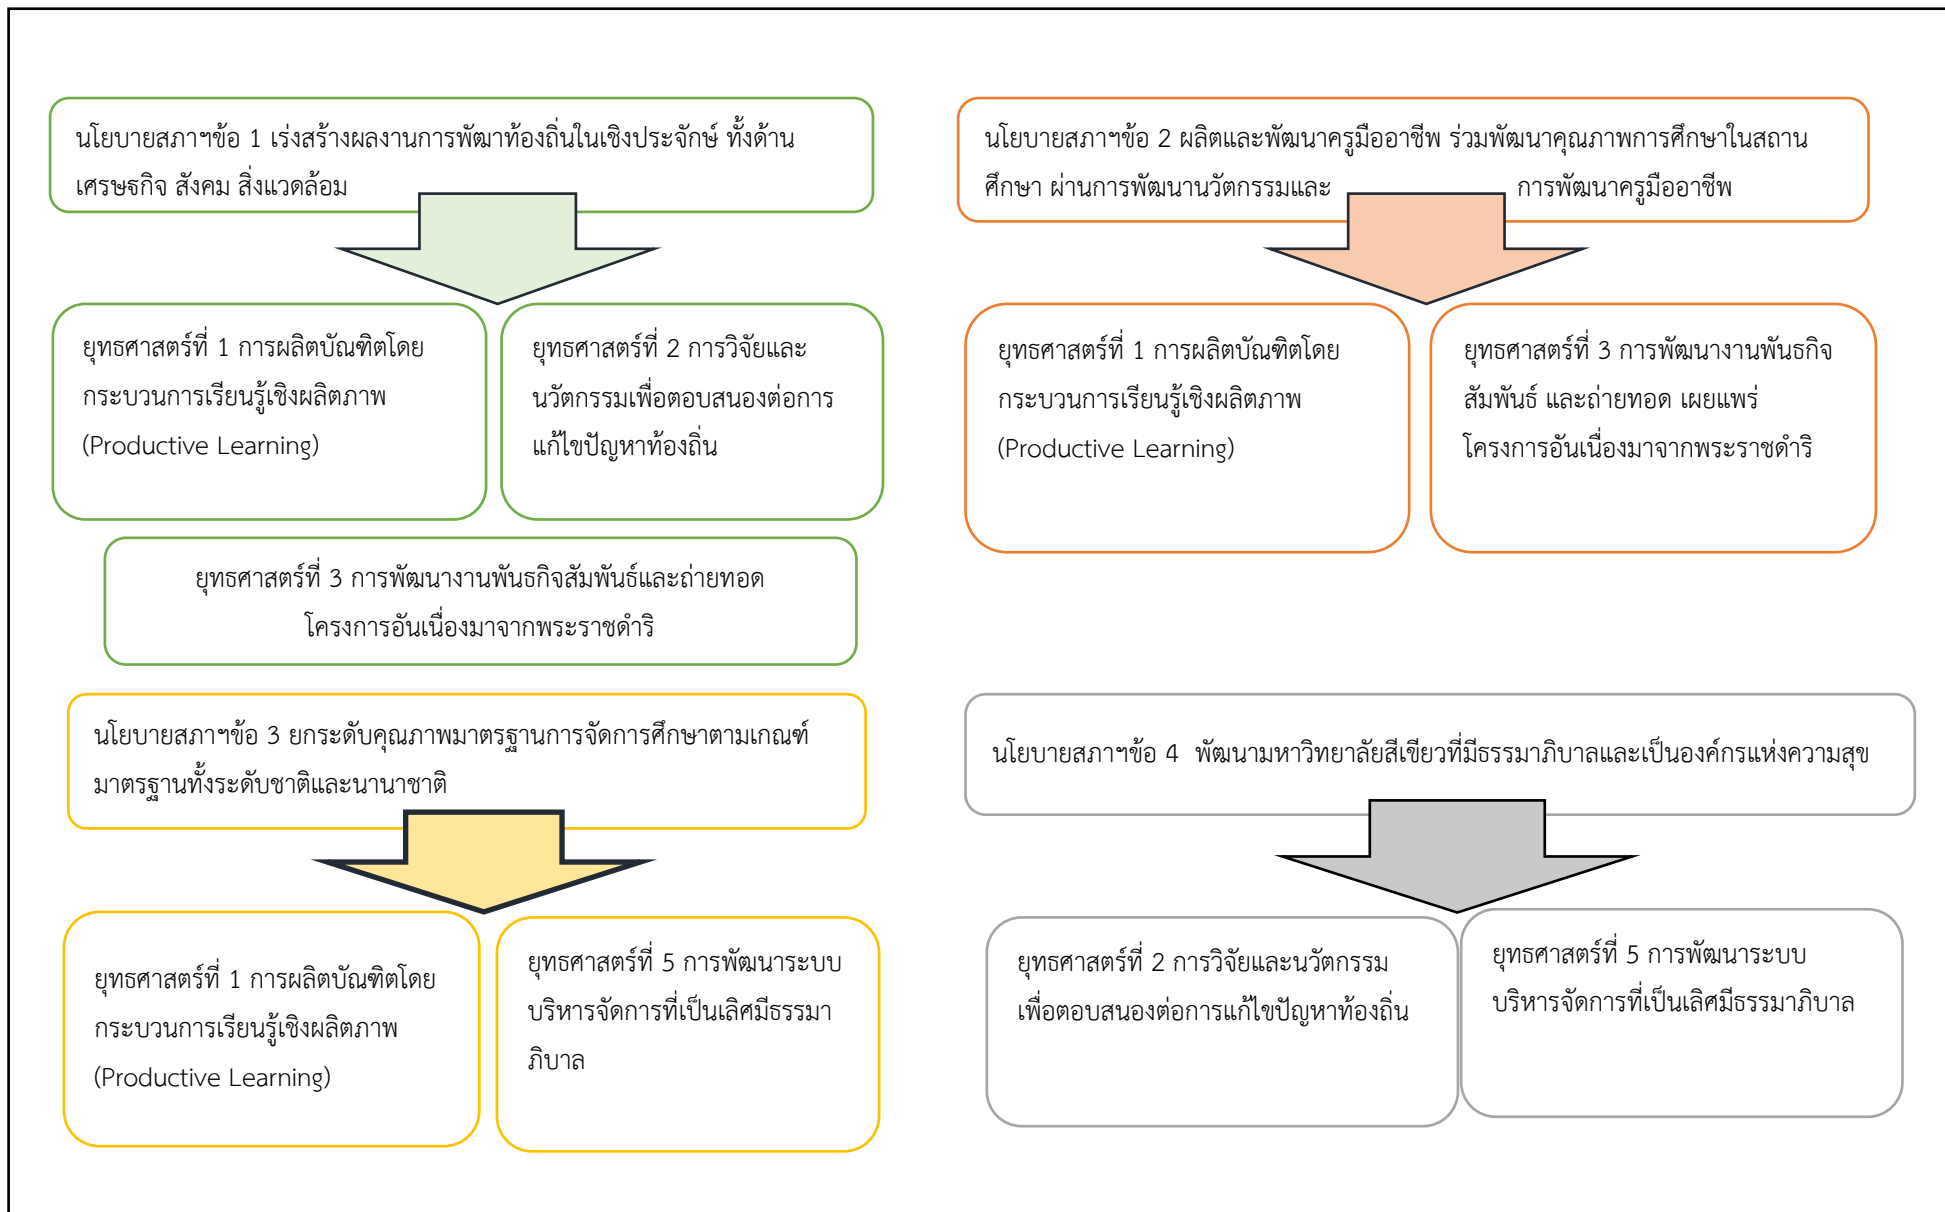 นโยบายสภาฯข้อ 1 เร่งสร้างผลงานการพัฒาท้องถิ่นในเชิงประจักษ์ ทั้งด้าน
เศรษฐกิจ สังคม สิ่งแวดล้อม
ยุทธศาสตร์ที่ 1 การผลิตบัณฑิตโดย
กระบวนการเรียนรู้เชิงผลิตภาพ
(Productive Learning)
ยุทธศาสตร์ที่ 2 การวิจัยและ
นวัตกรรมเพื่อตอบสนองต่อการ
แก้ไขปัญหาท้องถิ่น
ยุทธศาสตร์ที่ 3 การพัฒนางานพันธกิจสัมพันธ์และถ่ายทอด
โครงการอันเนื่องมาจากพระราชดำริ
นโยบายสภาฯข้อ 2 ผลิตและพัฒนาครูมืออาชีพ ร่วมพัฒนาคุณภาพการศึกษาในสถาน
ศึกษา ผ่านการพัฒนานวัตกรรมและ การพัฒนาครูมืออาชีพ
ยุทธศาสตร์ที่ 1 การผลิตบัณฑิตโดย
กระบวนการเรียนรู้เชิงผลิตภาพ
(Productive Learning)
ยุทธศาสตร์ที่ 3 การพัฒนางานพันธกิจ
สัมพันธ์ และถ่ายทอด เผยแพร่
โครงการอันเนื่องมาจากพระราชดำริ
นโยบายสภาฯข้อ 3 ยกระดับคุณภาพมาตรฐานการจัดการศึกษาตามเกณฑ์
มาตรฐานทั้งระดับชาติและนานาชาติ
ยุทธศาสตร์ที่ 1 การผลิตบัณฑิตโดย
กระบวนการเรียนรู้เชิงผลิตภาพ
(Productive Learning)
ยุทธศาสตร์ที่ 5 การพัฒนาระบบ
บริหารจัดการที่เป็นเลิศมีธรรมา
ภิบาล
นโยบายสภาฯข้อ 4 พัฒนามหาวิทยาลัยสีเขียวที่มีธรรมาภิบาลและเป็นองค์กรแห่งความสุข
ยุทธศาสตร์ที่ 2 การวิจัยและนวัตกรรม
เพื่อตอบสนองต่อการแก้ไขปัญหาท้องถิ่น
ยุทธศาสตร์ที่ 5 การพัฒนาระบบ
บริหารจัดการที่เป็นเลิศมีธรรมาภิบาล